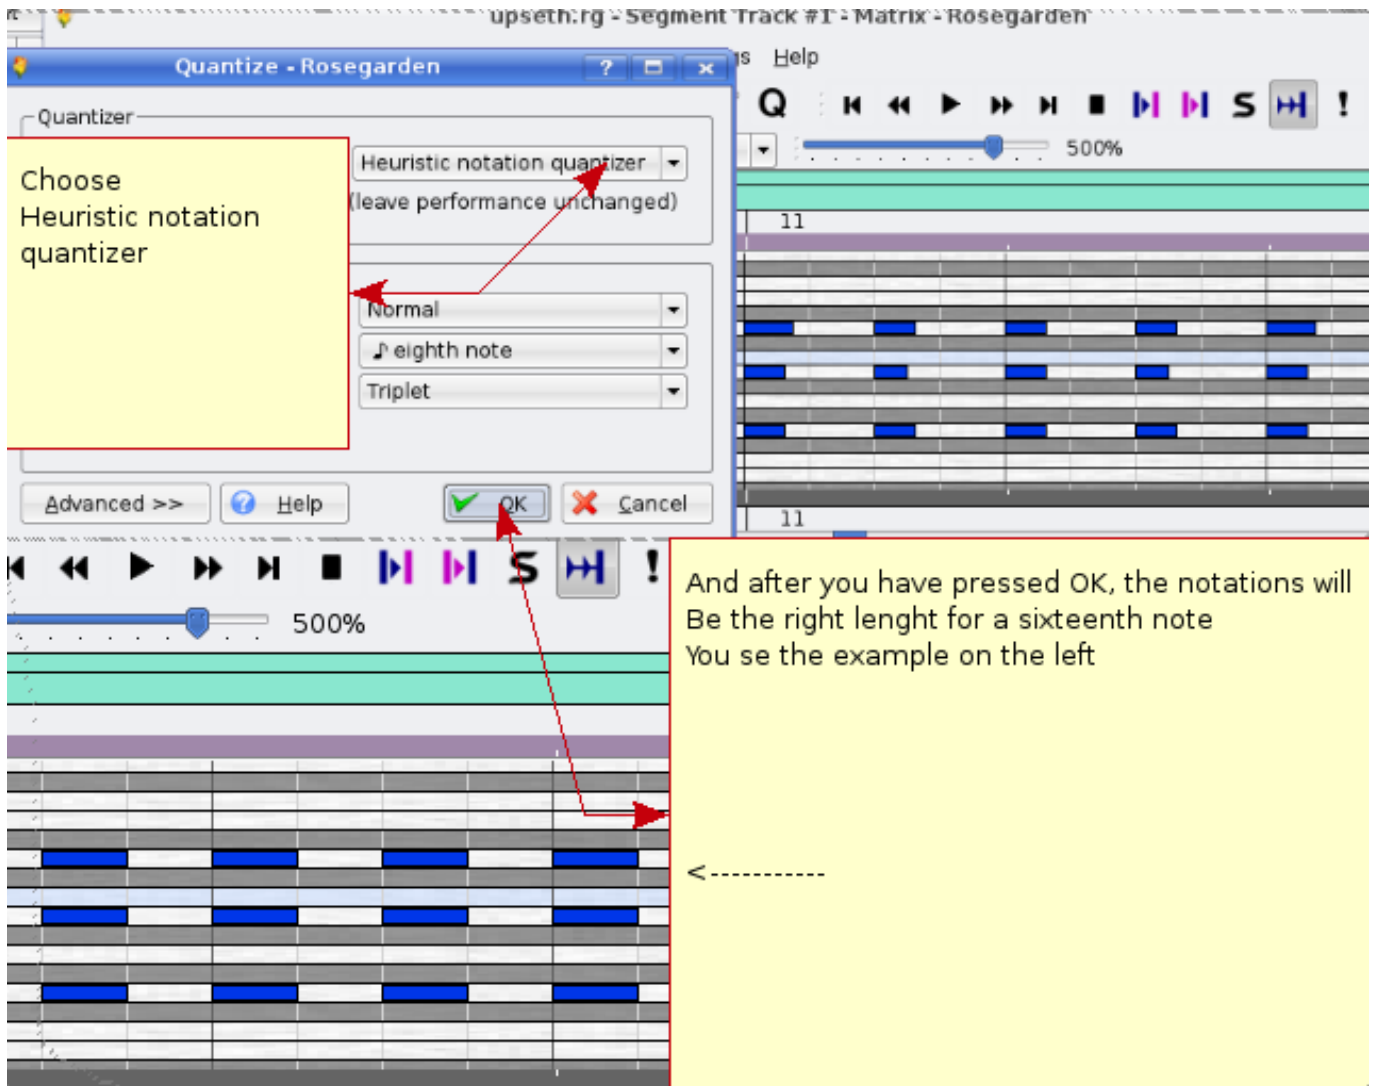 upseth.rg - Segment Track #1 - Matrix - Rosegarden
Quantize - Rosegarden
?
Help
Q
S
!
Quantizer
Heuristic notation quantizer
500%
(leave performance unchanged)
Choose
Heuristic notation
quantizer
11
Normal
eighth note
Triplet
Advanced >>
Help
OK
Cancel
11
S
!
500%
And after you have pressed OK, the notations will
Be the right lenght for a sixteenth note
You se the example on the left
<-----------